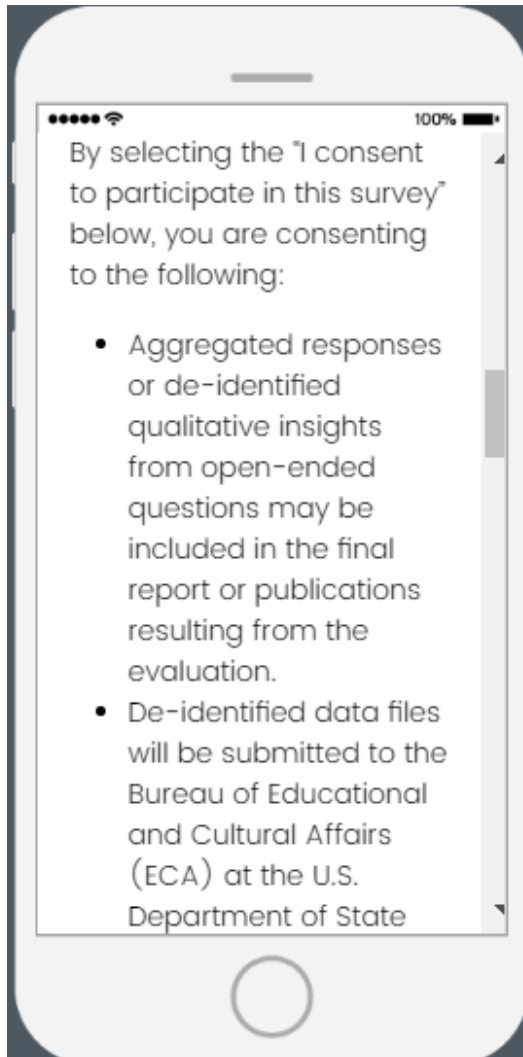 100%
By selecting the "I consent
to participate in this survey"
below, you are consenting
to the following:
• Aggregated responses
or de-identified
qualitative insights
from open-ended
questions may be
included in the final
report or publications
resulting from the
evaluation.
• De-identified data files
will be submitted to the
Bureau of Educational
and Cultural Affairs
(ECA) at the U.S.
Department of State